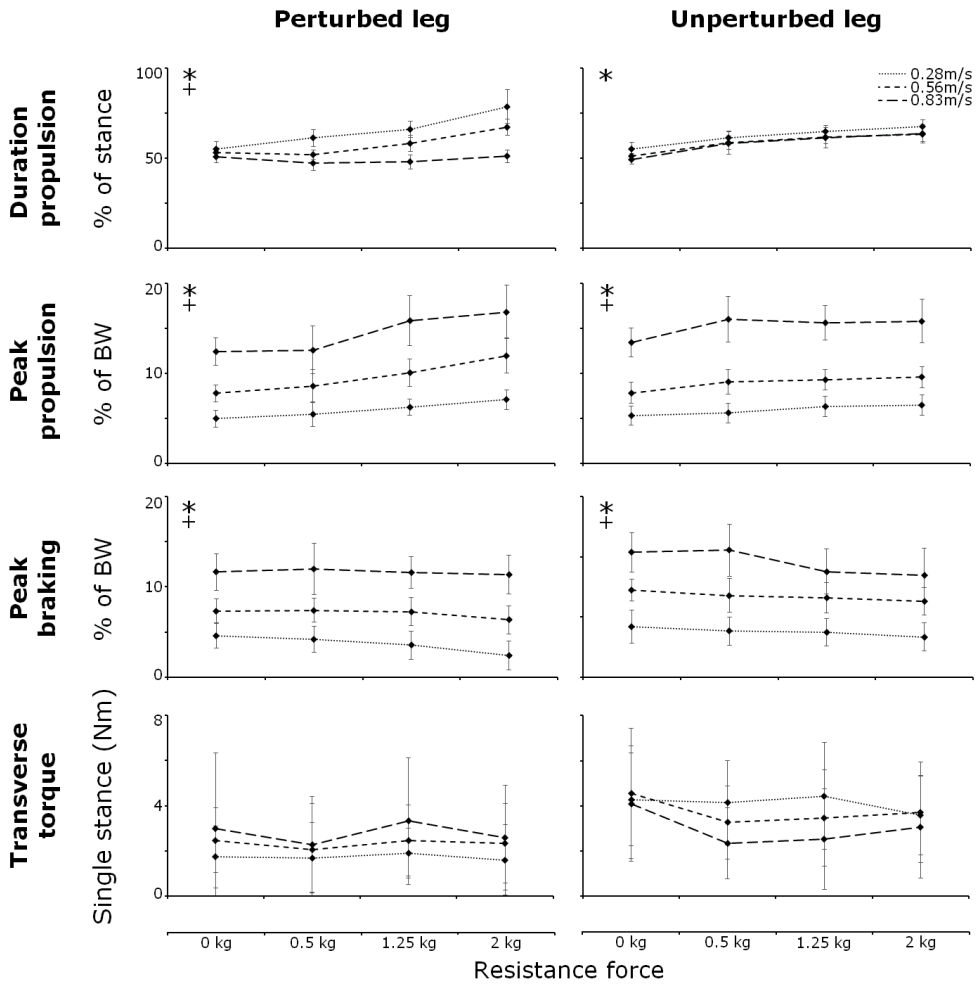 Perturbed leg
Unperturbed leg
Duration
propulsion
% of stance
100
50
0
*
+
*
0.28m/s
0.56m/s
0.83m/s
Peak
propulsion
% of BW
20
10
0
*
+
*
+
Peak
braking
% of BW
20
10
0
*
+
*
+
Transverse
torque
Single stance (Nm)
8
4
0
0 kg
0.5 kg
1.25 kg
2 kg
0 kg
0.5 kg
1.25 kg
2 kg
Resistance force